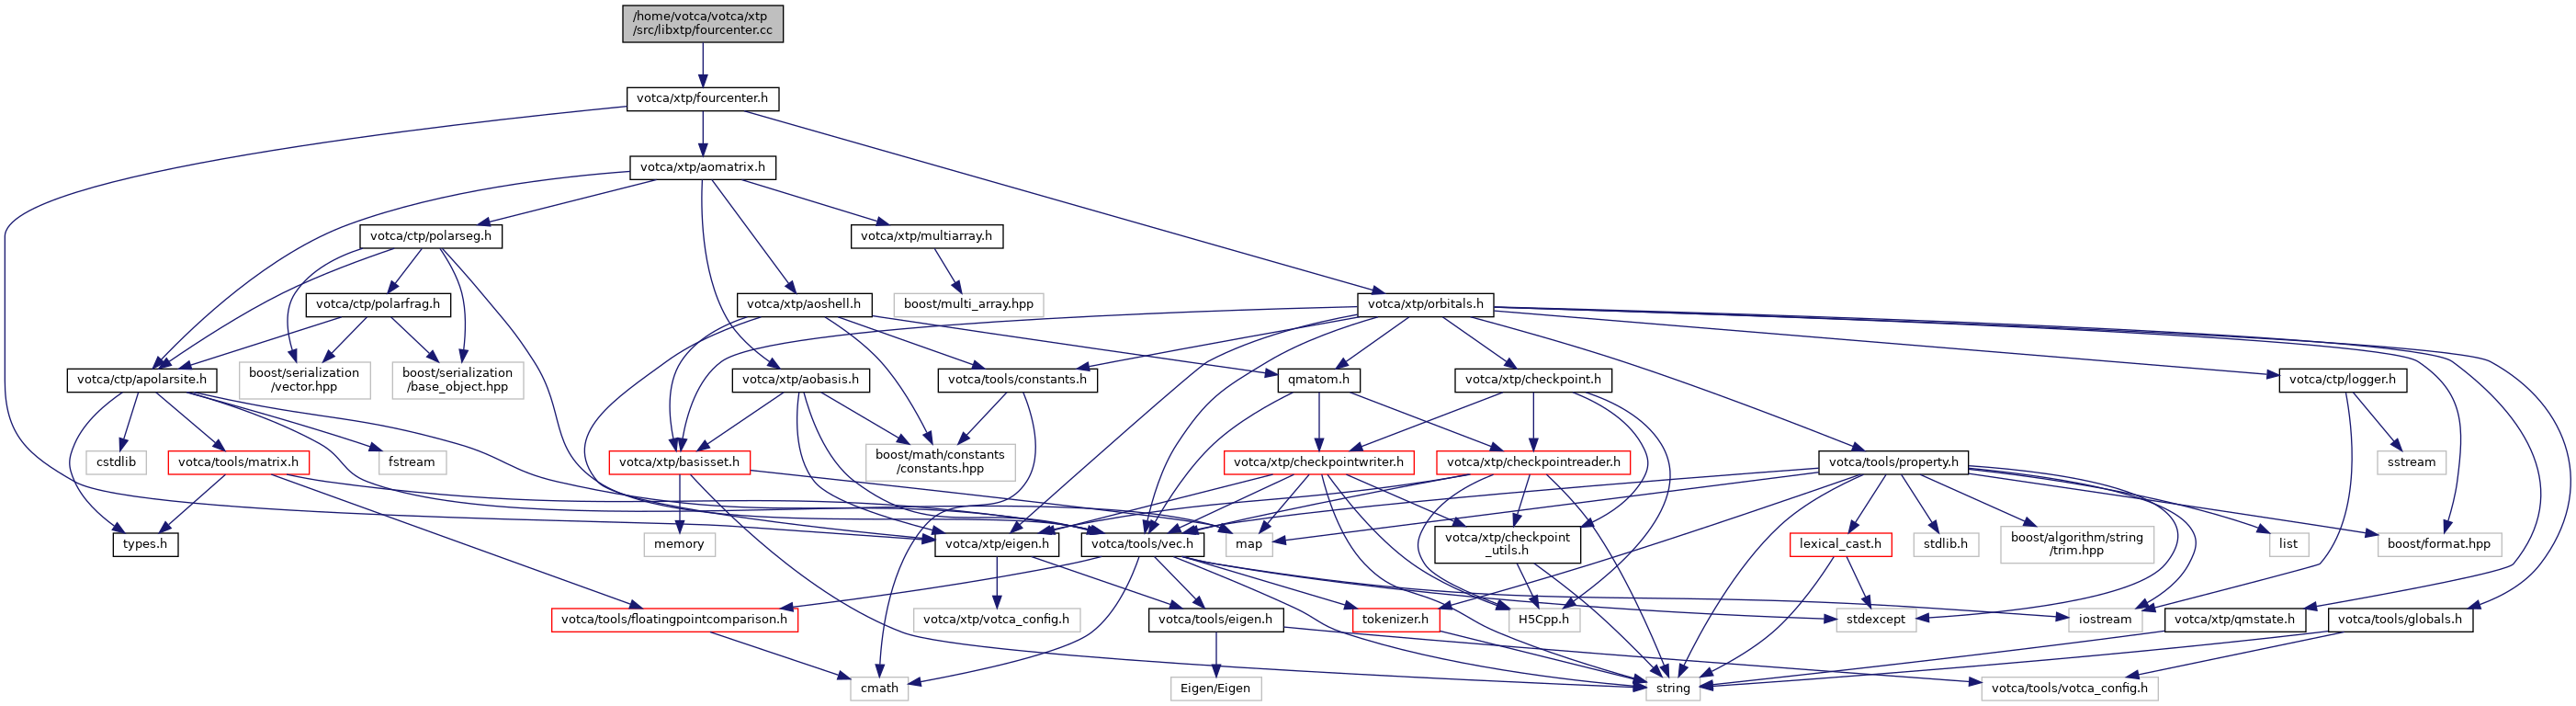 /home/votca/votca/xtp
/src/libxtp/fourcenter.cc
votca/xtp/fourcenter.h
votca/xtp/aomatrix.h
votca/ctp/polarseg.h
votca/xtp/multiarray.h
votca/ctp/polarfrag.h
votca/xtp/aoshell.h
boost/multi_array.hpp
votca/xtp/orbitals.h
votca/ctp/apolarsite.h
boost/serialization
/vector.hpp
boost/serialization
/base_object.hpp
votca/xtp/aobasis.h
votca/tools/constants.h
qmatom.h
votca/xtp/checkpoint.h
votca/ctp/logger.h
cstdlib
votca/tools/matrix.h
fstream
votca/xtp/basisset.h
boost/math/constants
/constants.hpp
votca/xtp/checkpointwriter.h
votca/xtp/checkpointreader.h
votca/tools/property.h
sstream
types.h
memory
votca/xtp/eigen.h
votca/tools/vec.h
map
votca/xtp/checkpoint
_utils.h
lexical_cast.h
stdlib.h
boost/algorithm/string
/trim.hpp
list
boost/format.hpp
votca/tools/floatingpointcomparison.h
votca/xtp/votca_config.h
votca/tools/eigen.h
tokenizer.h
H5Cpp.h
stdexcept
iostream
votca/xtp/qmstate.h
votca/tools/globals.h
cmath
Eigen/Eigen
string
votca/tools/votca_config.h